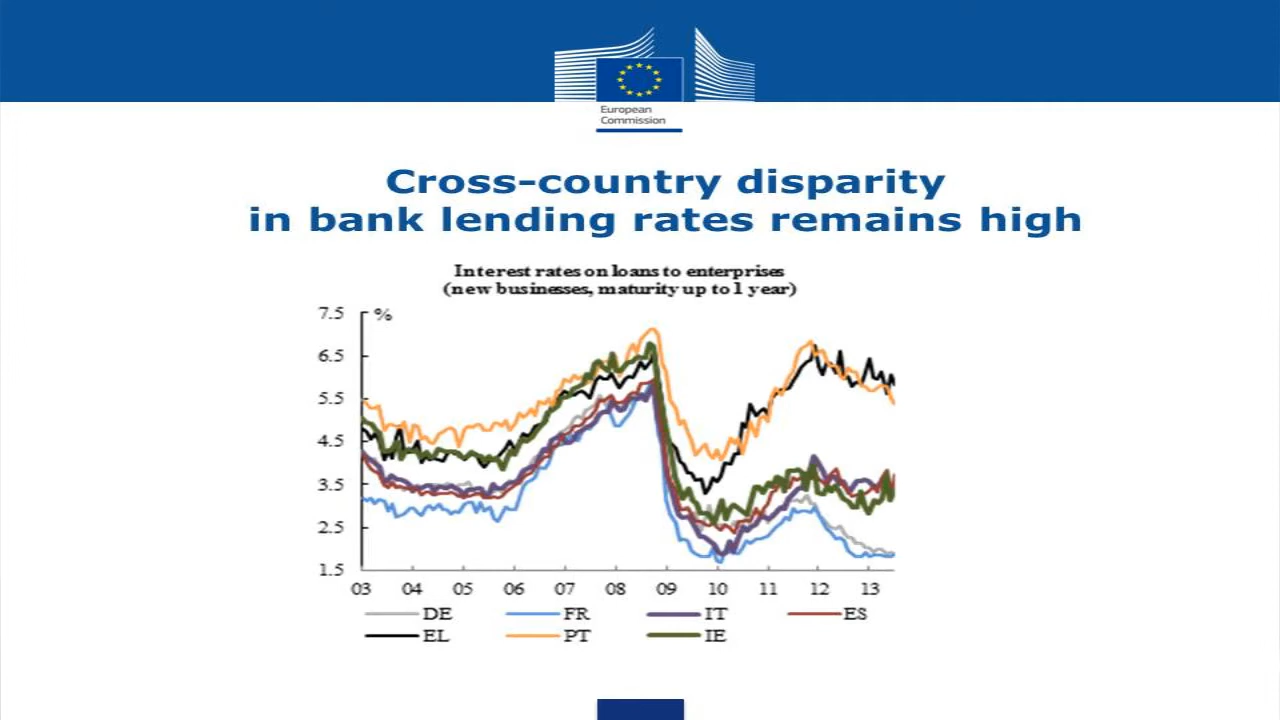 European
Commission
Cross-country disparity
in bank lending rates remains high
Interest rates on loans to enterprises
(new businesses, maturity up to 1 year)
7.5 %
6.5
5.5
4.5
3.5
2.5
1.5
03 04 05 06 07 08 09 10 11 12 13
DE FR IT ES
EL PT IE